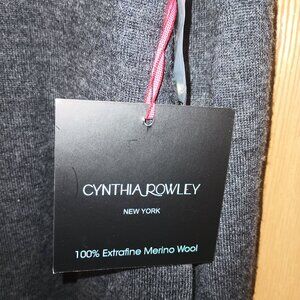 CYNTHIA ROWLEY
NEW YORK
100% Extrafine Merino Wool